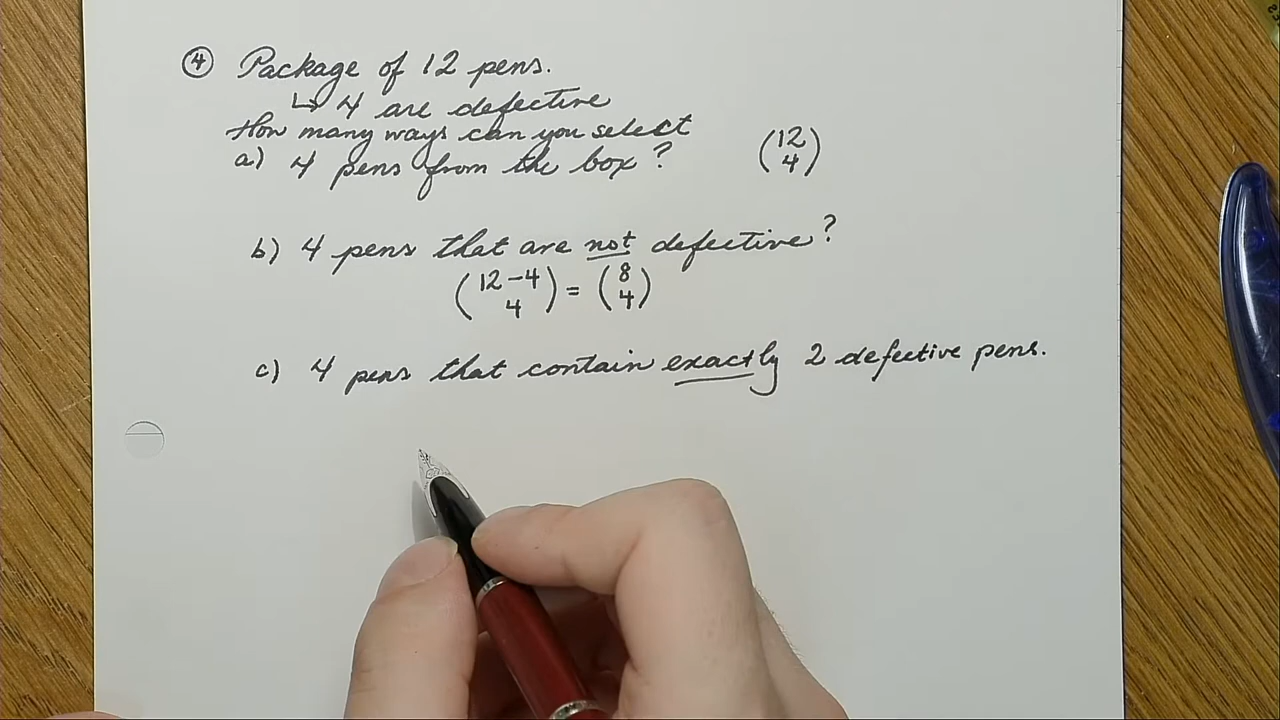 ④ Package of 12 pens.
↳ 4 are defective
How many ways can you select
a) 4 pens from the box? (12 4)
b) 4 pens that are not defective?
(12-4 4) = (8 4)
c) 4 pens that contain exactly 2 defective pens.